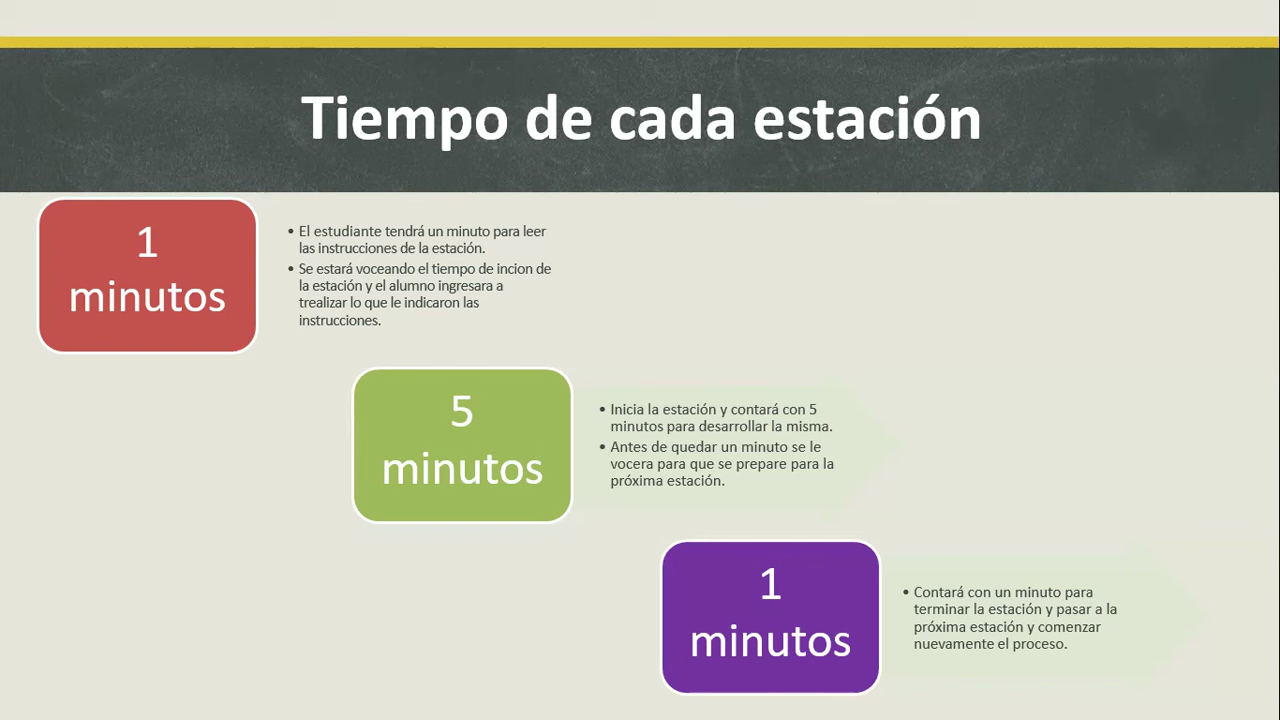 Tiempo de cada estación
1
minutos
• El estudiante tendrá un minuto para leer
las instrucciones de la estación.
• Se estará voceando el tiempo de incion de
la estación y el alumno ingresara a
trealizar lo que le indicaron las
instrucciones.
5
minutos
• Inicia la estación y contará con 5
minutos para desarrollar la misma.
• Antes de quedar un minuto se le
vocera para que se prepare para la
próxima estación.
1
minutos
• Contará con un minuto para
terminar la estación y pasar a la
próxima estación y comenzar
nuevamente el proceso.